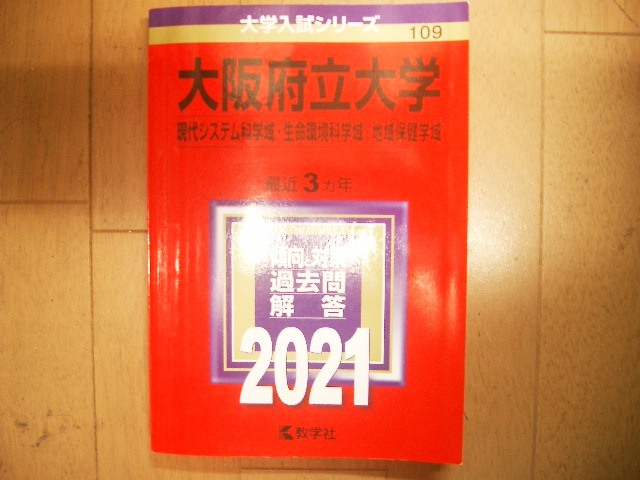 大学入試シリーズ
109
大阪府立大学
現代システム科学域・生命環境科学域・地域保健学域
最近3カ年
傾向と対策
過去問
解答
2021
教学社